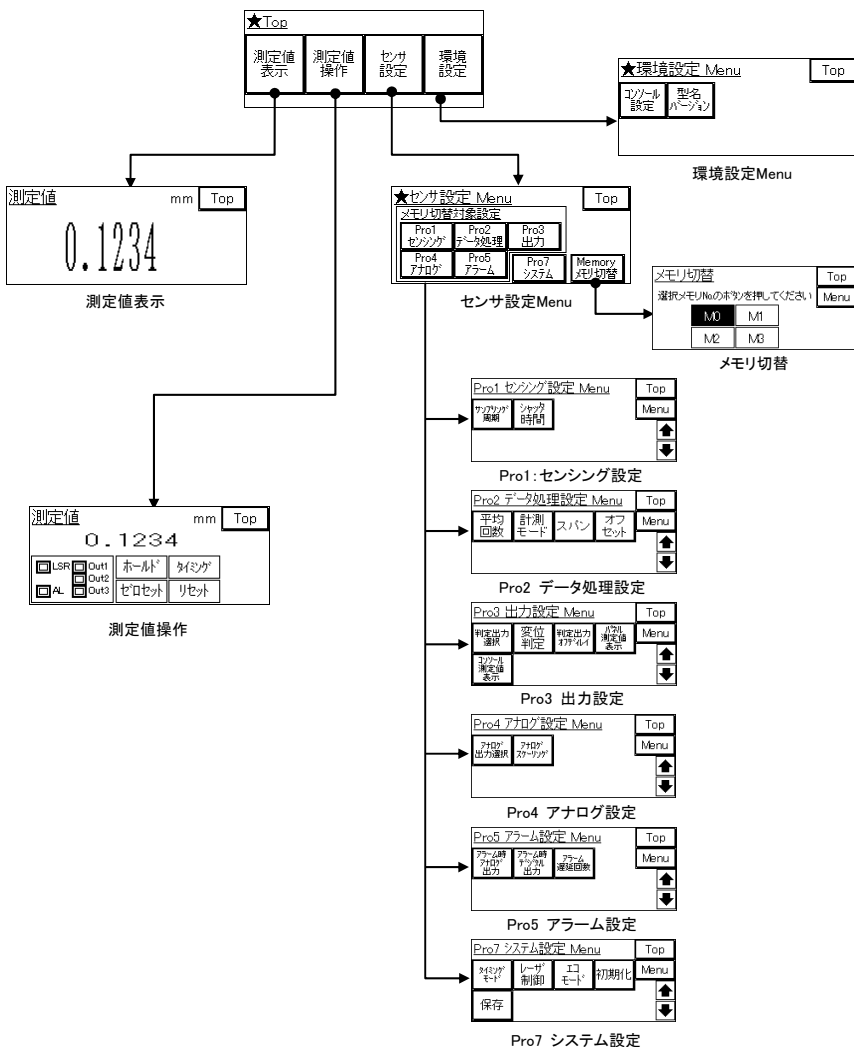 ★Top
測定値
表示
測定値
操作
センサ
設定
環境
設定
★環境設定 Menu
Top
コンソール
設定
型名
バージョン
環境設定Menu
測定値
mm
Top
0.1234
測定値表示
★センサ設定 Menu
Top
メモリ切替対象設定
Pro1
センシング
Pro2
データ処理
Pro3
出力
Pro4
アナログ
Pro5
アラーム
Pro7
システム
Memory
メモリ切替
センサ設定Menu
メモリ切替
Top
選択メモリNoのボタンを押してください
Menu
M0
M1
M2
M3
メモリ切替
Pro1 センシング設定 Menu
Top
サンプリング
周期
シャッタ
時間
Menu
Pro1:センシング設定
Pro2 データ処理設定 Menu
Top
平均
回数
計測
モード
スパン
オフ
セット
Menu
Pro2 データ処理設定
測定値
mm
Top
0.1234
LSR
Out1
Out2
AL
Out3
ホールド
タイミング
ゼロセット
リセット
測定値操作
Pro3 出力設定 Menu
Top
判定出力
選択
変位
判定
判定出力
オフディレイ
パネル
測定値
表示
Menu
コンソール
測定値
表示
Pro3 出力設定
Pro4 アナログ設定 Menu
Top
アナログ
出力選択
アナログ
スケーリング
Menu
Pro4 アナログ設定
Pro5 アラーム設定 Menu
Top
アラーム時
アナログ
出力
アラーム時
デジタル
出力
アラーム
遅延回数
Menu
Pro5 アラーム設定
Pro7 システム設定 Menu
Top
タイミング
モード
レーザ
制御
エコ
モード
初期化
Menu
保存
Pro7 システム設定